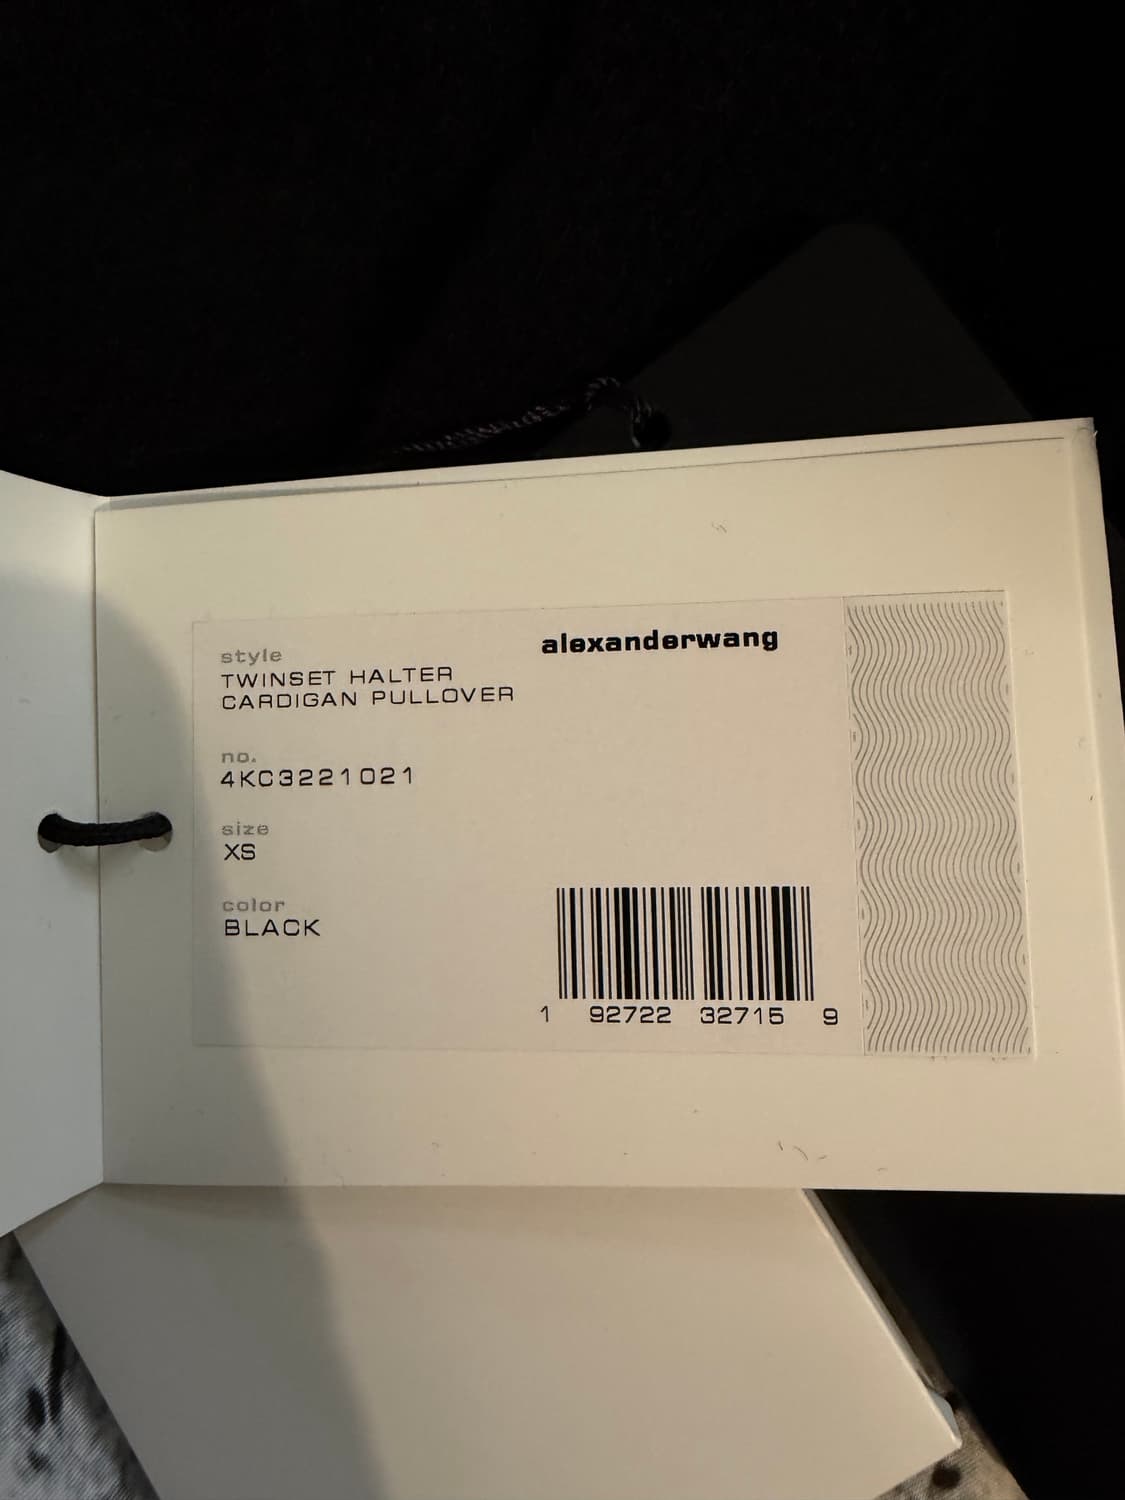 alexanderwang
style
TWINSET HALTER
CARDIGAN PULLOVER
no.
4KC3221021
size
XS
color
BLACK
1 92722 32715 9